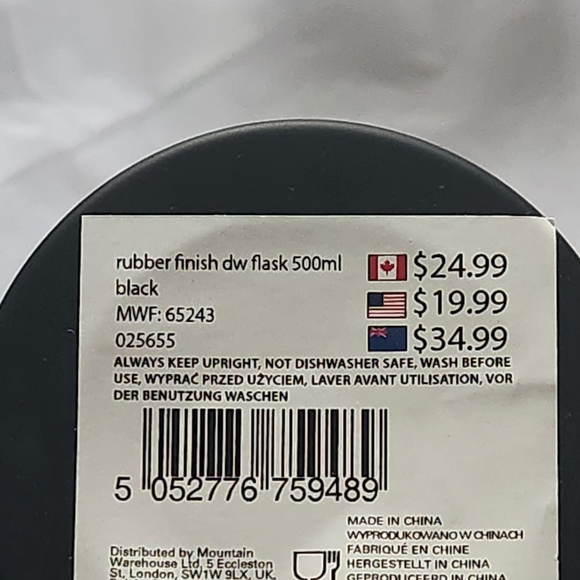 rubber finish dw flask 500ml
black
MWF: 65243
025655
$24.99
$19.99
$34.99
ALWAYS KEEP UPRIGHT, NOT DISHWASHER SAFE, WASH BEFORE
USE, WYPRAĆ PRZED UŻYCIEM, LAVER AVANT UTILISATION, VOR
DER BENUTZUNG WASCHEN
5 052776 759489
Distributed by Mountain
Warehouse Ltd, 5 Eccleston
St, London, SW1W 9LX, UK.
MADE IN CHINA
WYPRODUKOWANO W CHINACH
FABRIQUÉ EN CHINE
HERGESTELLT IN CHINA
GEPRODUCEERD IN CHINA